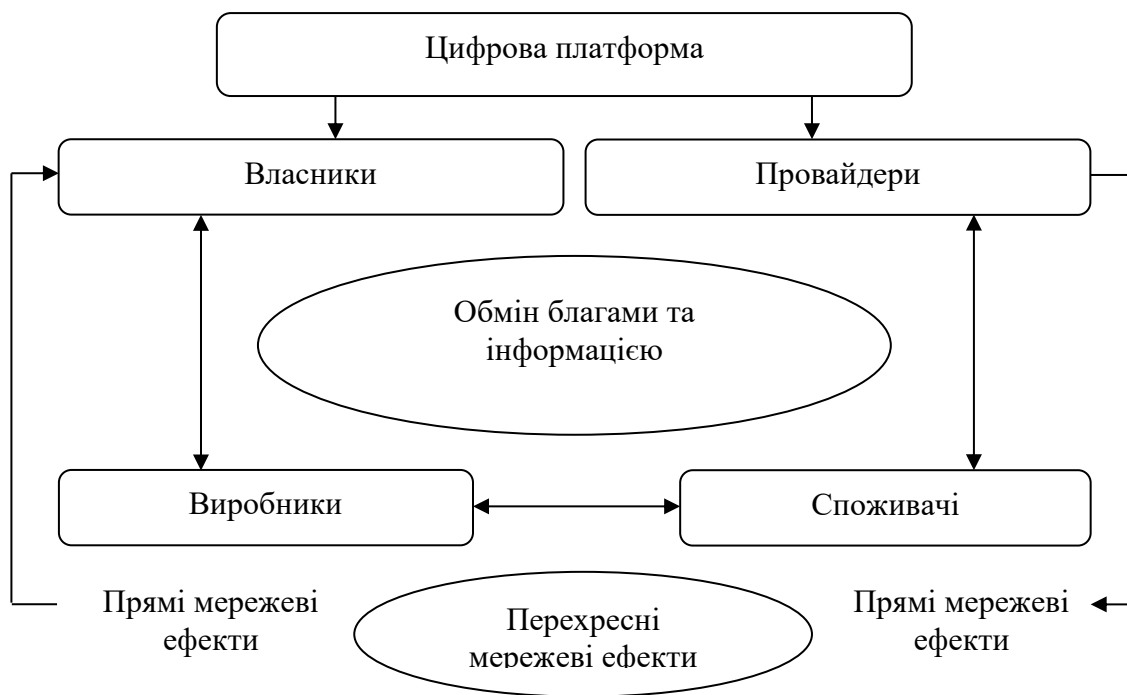 Цифрова платформа
Власники
Провайдери
Обмін благами та
інформацією
Виробники
Споживачі
Прямі мережеві
ефекти
Перехресні
мережеві ефекти
Прямі мережеві
ефекти